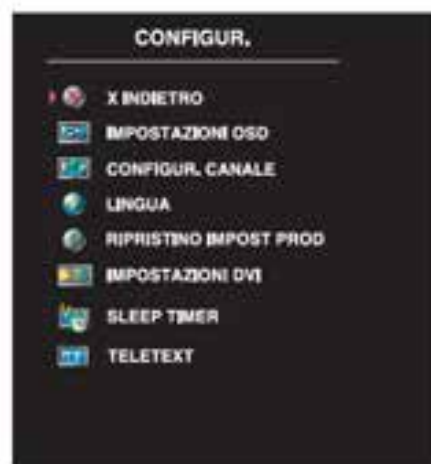 CONFIGUR.
X INDIETRO
IMPOSTAZIONI OSD
CONFIGUR. CANALE
LINGUA
RIPRISTINO IMPOST PROD
IMPOSTAZIONI DVI
SLEEP TIMER
TELETEXT